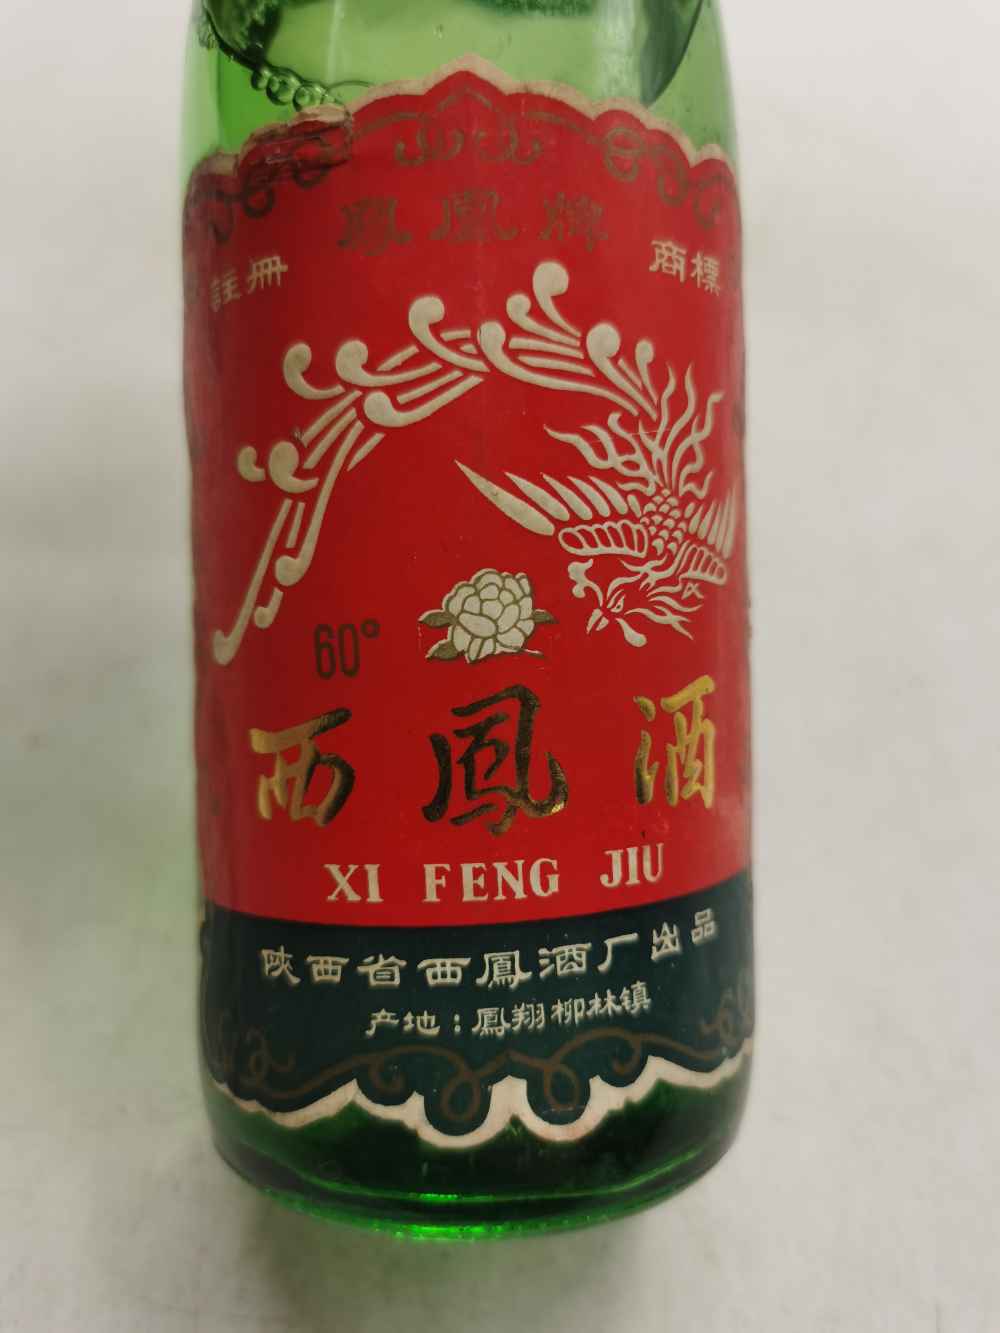 鳳凰牌
註冊 商標
60°
西鳳酒
XI FENG JIU
陕西省西鳳酒厂出品
产地：鳳翔柳林镇